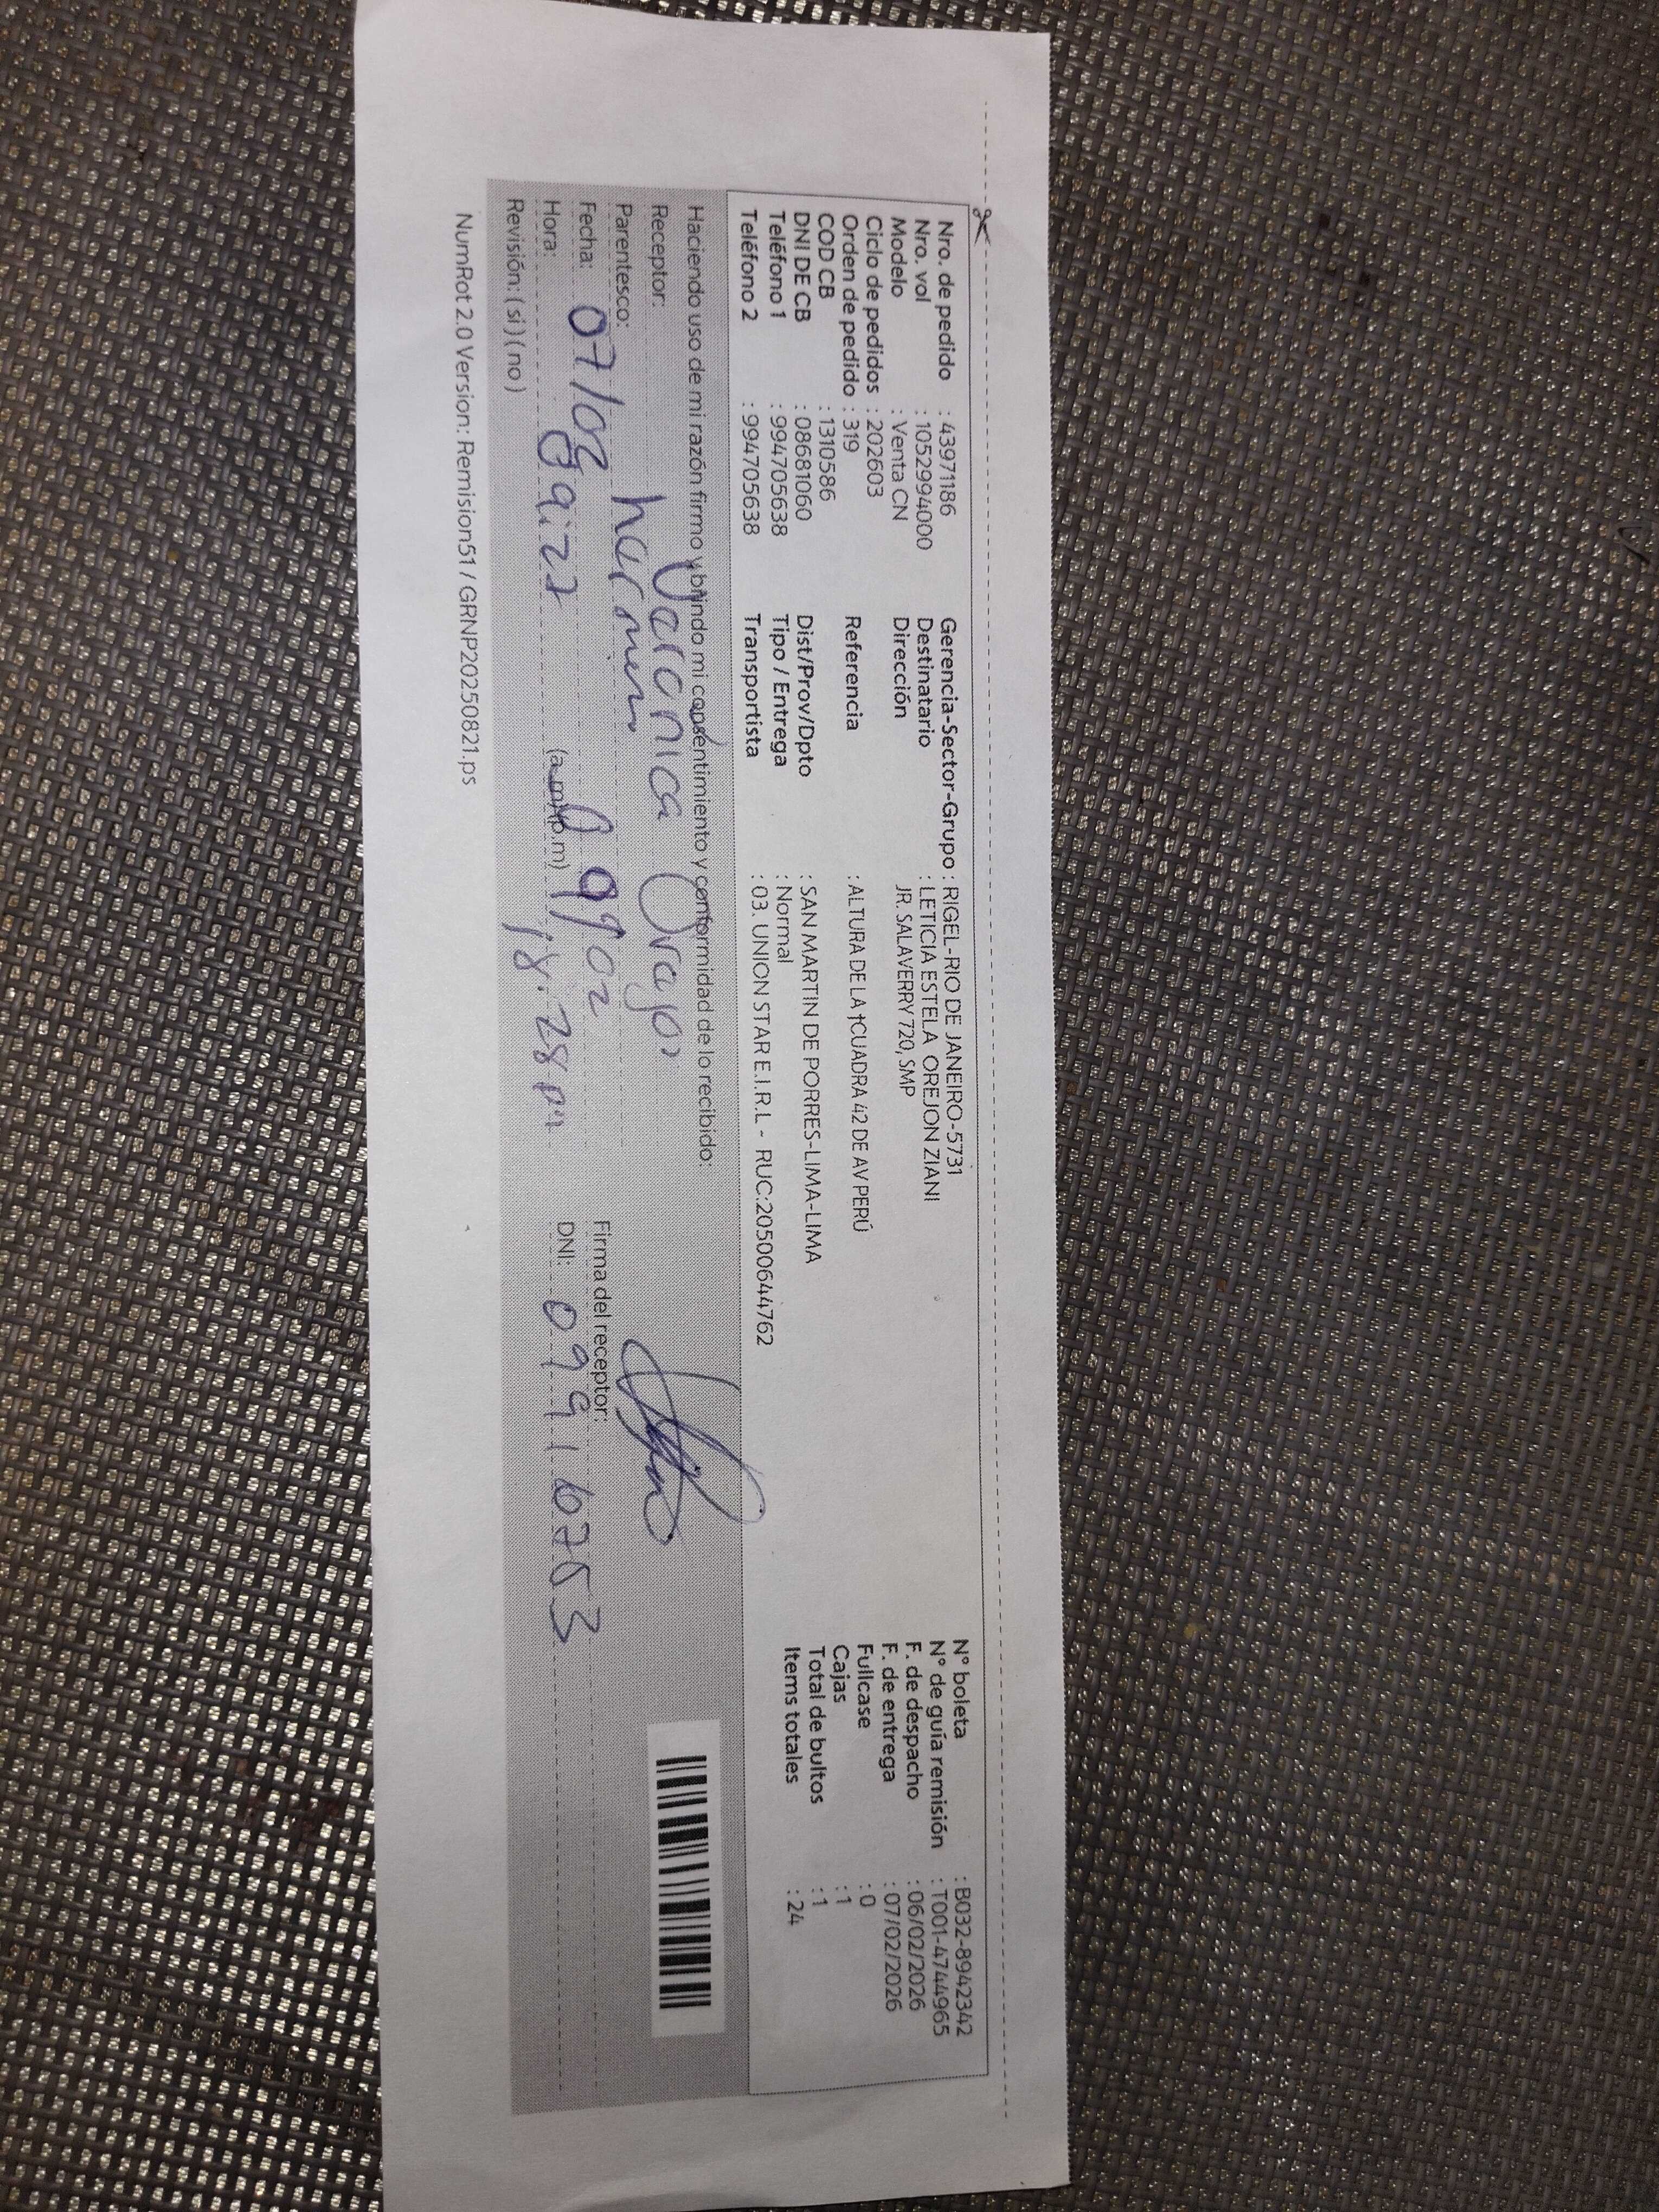 Nro. de pedido : 43971186
Nro. vol : 1052994000
Modelo : Venta CN
Ciclo de pedidos : 202603
Orden de pedido : 319
COD CB : 1310586
DNI DE CB : 08681060
Teléfono 1 : 994705638
Teléfono 2 : 994705638
Gerencia-Sector-Grupo : RIGEL-RIO DE JANEIRO-5731
Destinatario : LETICIA ESTELA OREJON ZIANI
Dirección JR. SALAVERRY 720, SMP
Referencia : ALTURA DE LA †CUADRA 42 DE AV PERÚ
Dist/Prov/Dpto : SAN MARTIN DE PORRES-LIMA-LIMA
Tipo / Entrega : Normal
Transportista : 03. UNION STAR E.I.R.L - RUC:20500644762
N° boleta : B032-8942342
N° de guía remisión : T001-4744965
F. de despacho : 06/02/2026
F. de entrega : 07/02/2026
Fullcase : 0
Cajas : 1
Total de bultos : 1
Items totales : 24
Haciendo uso de mi razón firmo y brindo mi consentimiento y conformidad de lo recibido:
Receptor:
Parentesco:
Fecha: 07/02
Hora: (a.m)(p.m) 18:28 pm
Revisión: ( si ) ( no )
Firma del receptor:
DNI: 09916753
NumRot 2.0 Version: Remision51 / GRNP20250821.ps